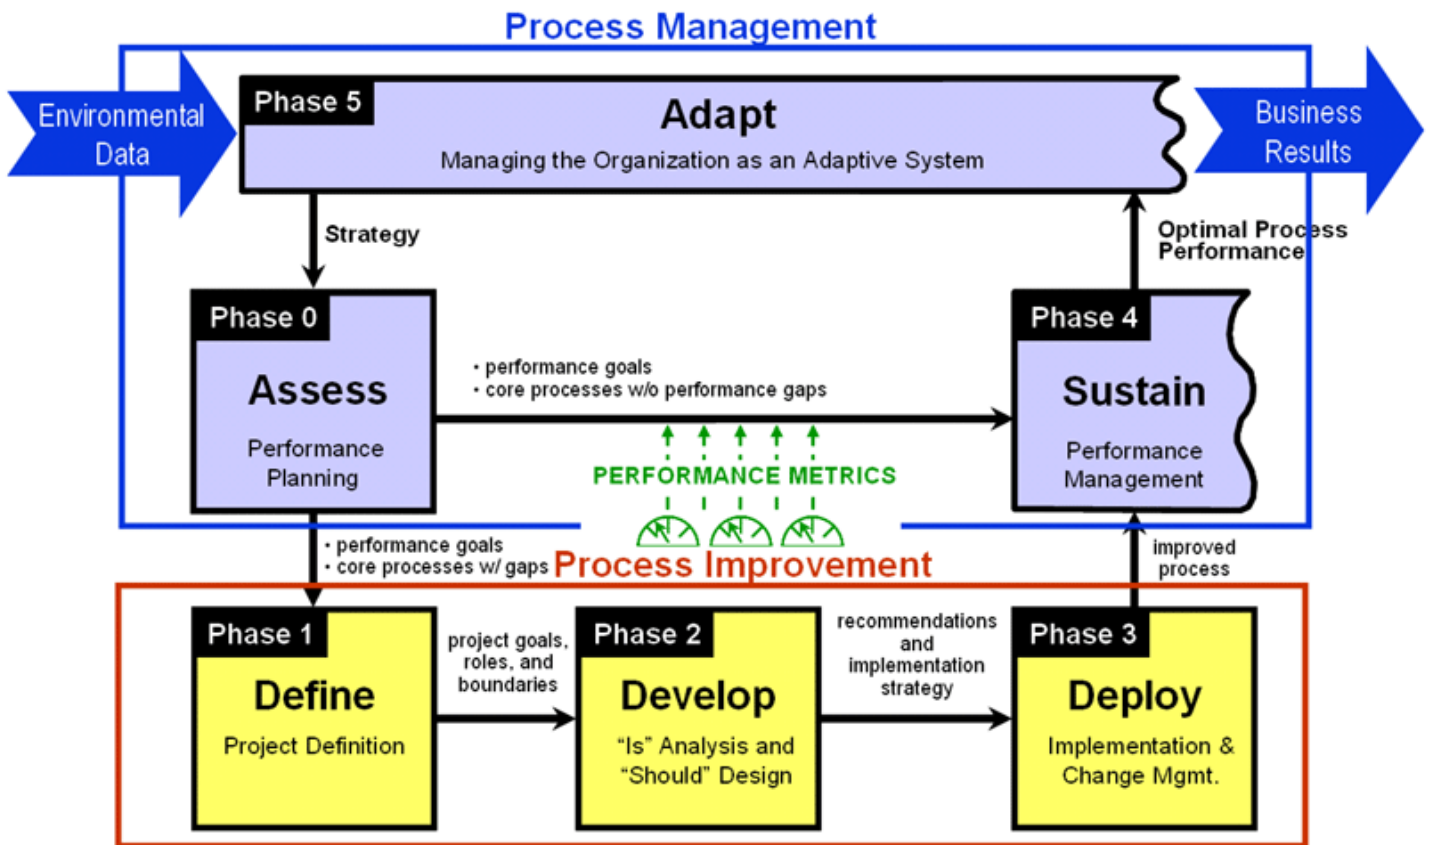 Process Management
Environmental
Data
Phase 5
Adapt
Managing the Organization as an Adaptive System
Business
Results
Strategy
Optimal Process
Performance
Phase 0
Assess
Performance
Planning
• performance goals
• core processes w/o performance gaps
PERFORMANCE METRICS
Phase 4
Sustain
Performance
Management
• performance goals
• core processes w/ gaps
Process Improvement
improved
process
Phase 1
Define
Project Definition
project goals,
roles, and
boundaries
Phase 2
Develop
“Is” Analysis and
“Should” Design
recommendations
and
implementation
strategy
Phase 3
Deploy
Implementation &
Change Mgmt.